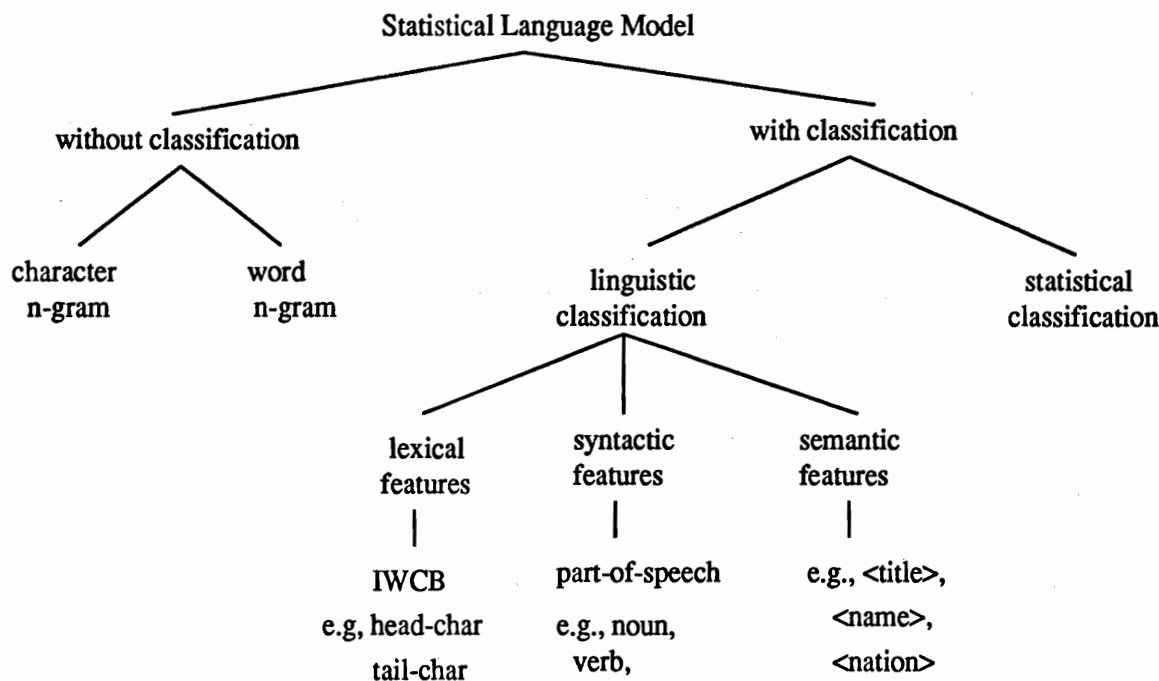 Statistical Language Model
without classification
with classification
character
n-gram
word
n-gram
linguistic
classification
statistical
classification
lexical
features
syntactic
features
semantic
features
IWCB
e.g, head-char
tail-char
part-of-speech
e.g., noun,
verb,
e.g., <title>,
<name>,
<nation>